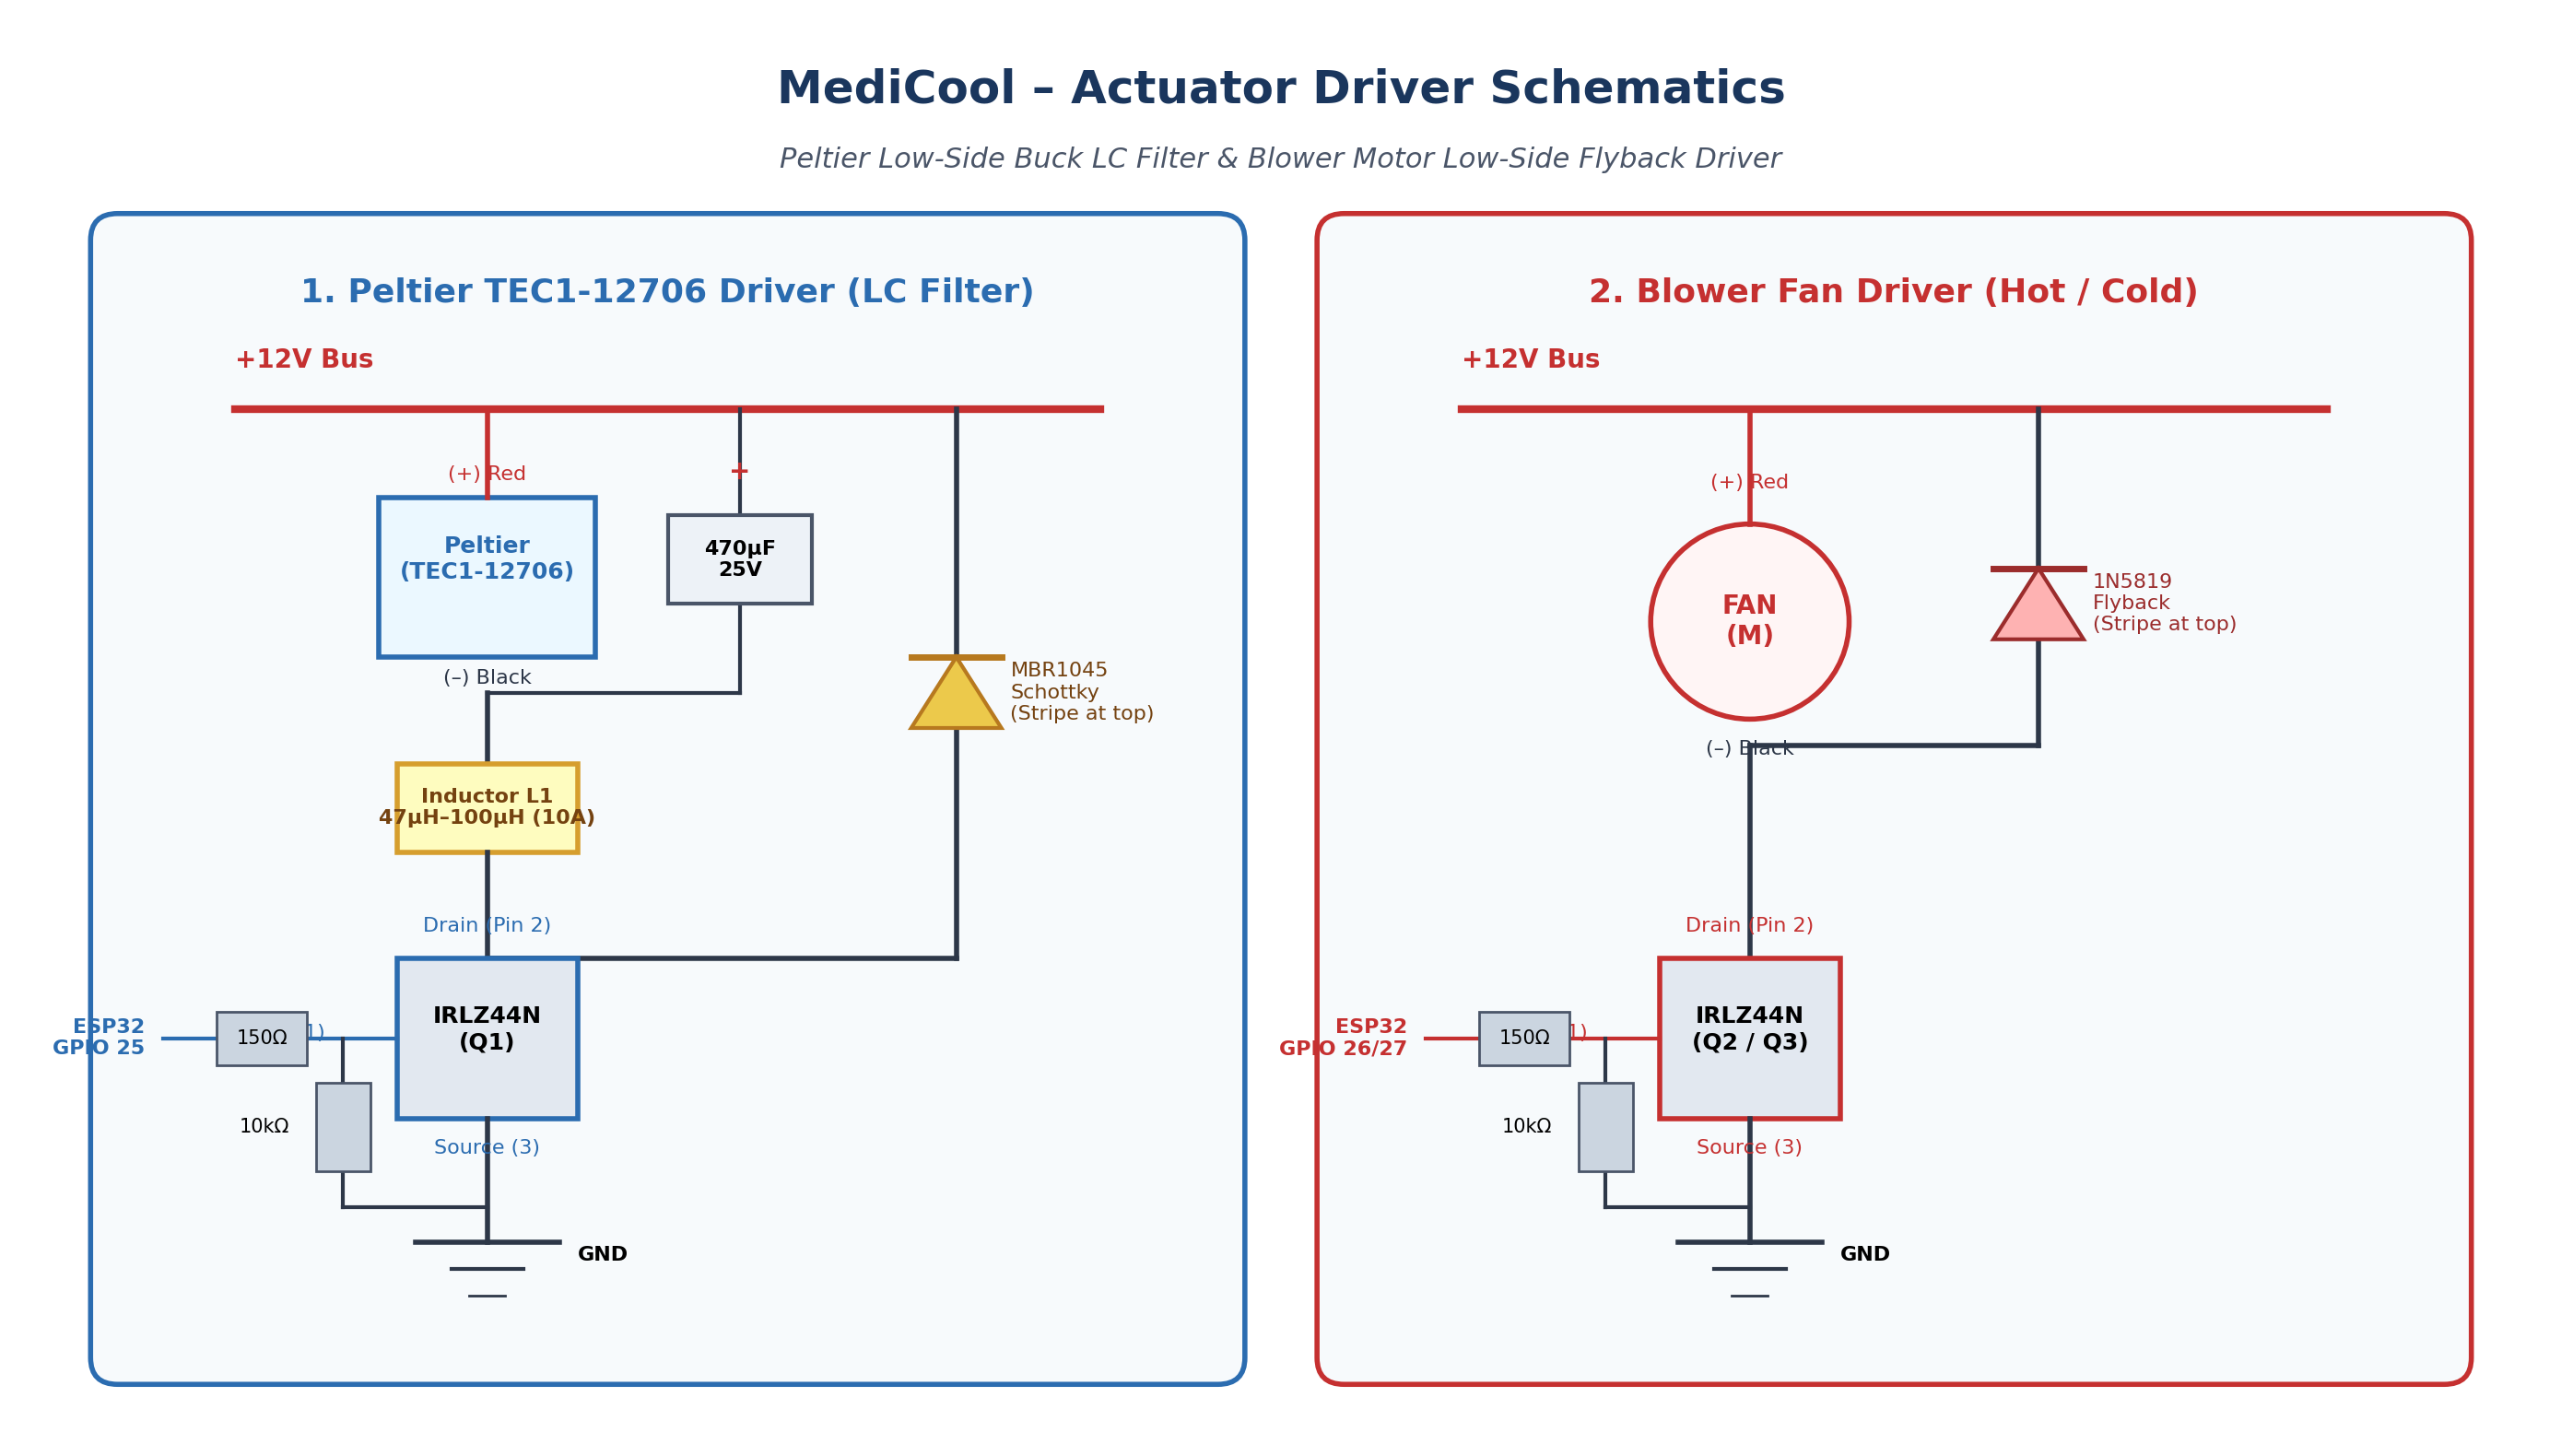 MediCool – Actuator Driver Schematics
Peltier Low-Side Buck LC Filter & Blower Motor Low-Side Flyback Driver
1. Peltier TEC1-12706 Driver (LC Filter)
+12V Bus
(+) Red
+
Peltier
(TEC1-12706)
470µF
25V
(–) Black
MBR1045
Schottky
(Stripe at top)
Inductor L1
47µH–100µH (10A)
Drain (Pin 2)
ESP32
GPIO 25
150Ω
1)
IRLZ44N
(Q1)
10kΩ
Source (3)
GND
2. Blower Fan Driver (Hot / Cold)
+12V Bus
(+) Red
FAN
(M)
1N5819
Flyback
(Stripe at top)
(–) Black
Drain (Pin 2)
ESP32
GPIO 26/27
150Ω
1)
IRLZ44N
(Q2 / Q3)
10kΩ
Source (3)
GND